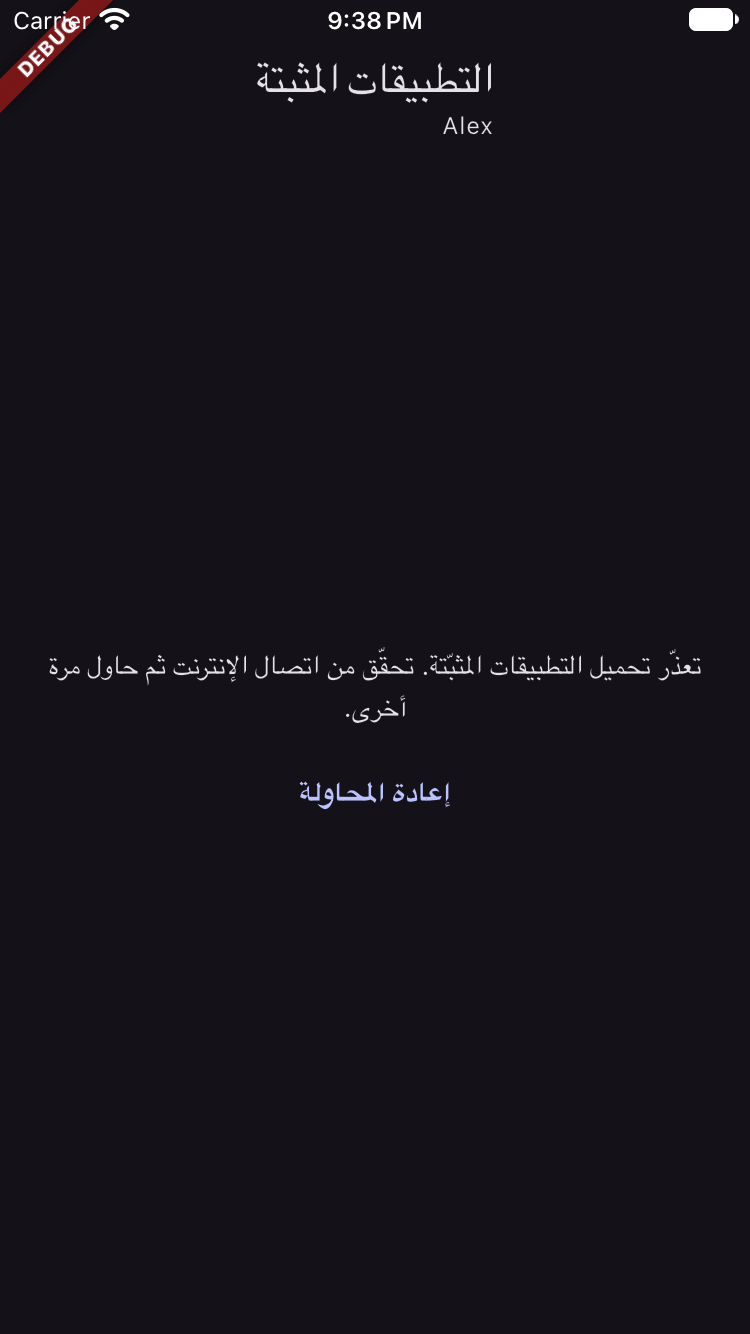 Carrier
9:38 PM
DEBUG
التطبيقات المثبتة
Alex
تعذّر تحميل التطبيقات المثبّتة. تحقّق من اتصال الإنترنت ثم حاول مرة
أخرى.
إعادة المحاولة